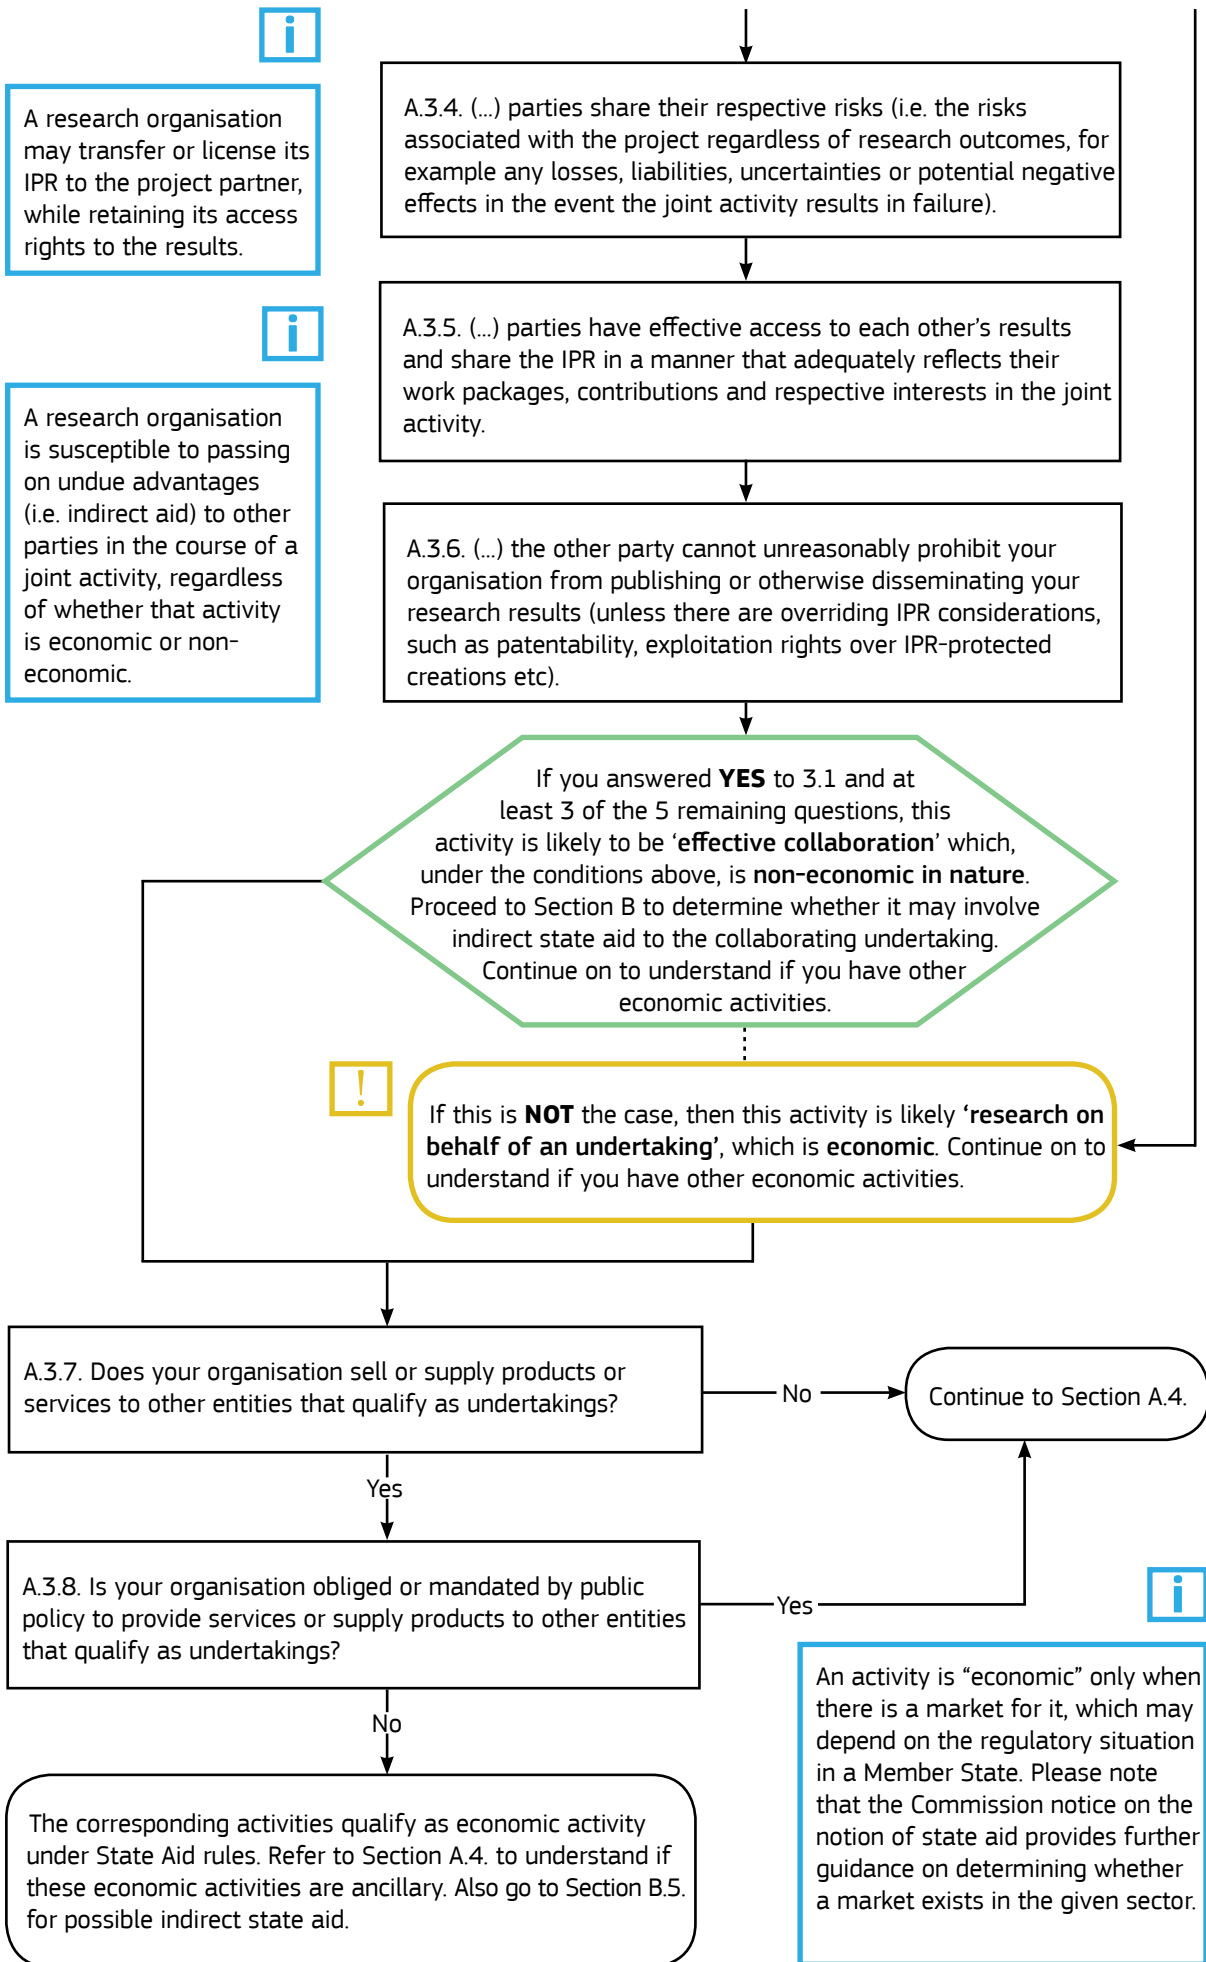 i
A research organisation
may transfer or license its
IPR to the project partner,
while retaining its access
rights to the results.
A.3.4. (...) parties share their respective risks (i.e. the risks
associated with the project regardless of research outcomes, for
example any losses, liabilities, uncertainties or potential negative
effects in the event the joint activity results in failure).
i
A research organisation
is susceptible to passing
on undue advantages
(i.e. indirect aid) to other
parties in the course of a
joint activity, regardless
of whether that activity
is economic or non-
economic.
A.3.5. (...) parties have effective access to each other’s results
and share the IPR in a manner that adequately reflects their
work packages, contributions and respective interests in the joint
activity.
A.3.6. (...) the other party cannot unreasonably prohibit your
organisation from publishing or otherwise disseminating your
research results (unless there are overriding IPR considerations,
such as patentability, exploitation rights over IPR-protected
creations etc).
If you answered YES to 3.1 and at
least 3 of the 5 remaining questions, this
activity is likely to be ‘effective collaboration’ which,
under the conditions above, is non-economic in nature.
Proceed to Section B to determine whether it may involve
indirect state aid to the collaborating undertaking.
Continue on to understand if you have other
economic activities.
!
If this is NOT the case, then this activity is likely ‘research on
behalf of an undertaking’, which is economic. Continue on to
understand if you have other economic activities.
A.3.7. Does your organisation sell or supply products or
services to other entities that qualify as undertakings?
No
Continue to Section A.4.
Yes
A.3.8. Is your organisation obliged or mandated by public
policy to provide services or supply products to other entities
that qualify as undertakings?
Yes
No
The corresponding activities qualify as economic activity
under State Aid rules. Refer to Section A.4. to understand if
these economic activities are ancillary. Also go to Section B.5.
for possible indirect state aid.
i
An activity is “economic” only when
there is a market for it, which may
depend on the regulatory situation
in a Member State. Please note
that the Commission notice on the
notion of state aid provides further
guidance on determining whether
a market exists in the given sector.